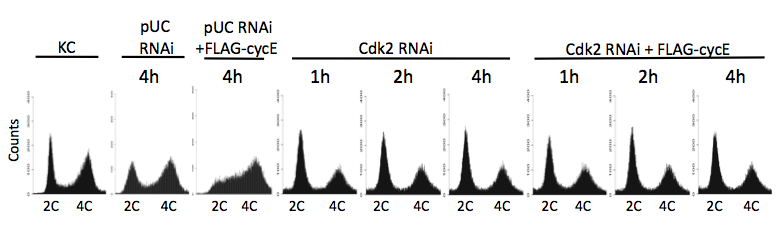 KC
pUC
RNAi
pUC RNAi
+FLAG-cycE
Cdk2 RNAi
Cdk2 RNAi + FLAG-cycE
4h
4h
1h
2h
4h
1h
2h
4h
Counts
2C 4C
2C 4C
2C 4C
2C 4C
2C 4C
2C 4C
2C 4C
2C 4C
2C 4C